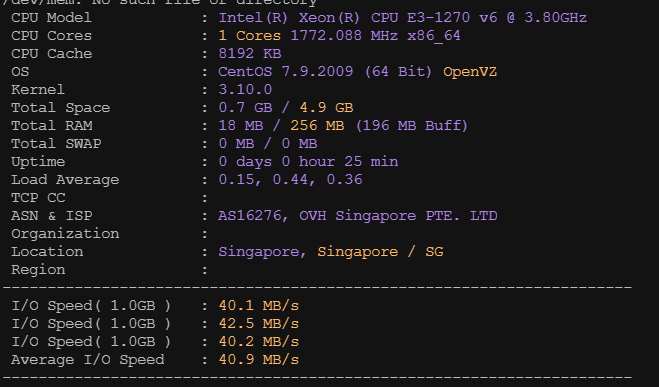 /dev/mem: No such file or directory
CPU Model : Intel(R) Xeon(R) CPU E3-1270 v6 @ 3.80GHz
CPU Cores : 1 Cores 1772.088 MHz x86_64
CPU Cache : 8192 KB
OS : CentOS 7.9.2009 (64 Bit) OpenVZ
Kernel : 3.10.0
Total Space : 0.7 GB / 4.9 GB
Total RAM : 18 MB / 256 MB (196 MB Buff)
Total SWAP : 0 MB / 0 MB
Uptime : 0 days 0 hour 25 min
Load Average : 0.15, 0.44, 0.36
TCP CC :
ASN & ISP : AS16276, OVH Singapore PTE. LTD
Organization :
Location : Singapore, Singapore / SG
Region :
----------------------------------------------------------------------
I/O Speed( 1.0GB ) : 40.1 MB/s
I/O Speed( 1.0GB ) : 42.5 MB/s
I/O Speed( 1.0GB ) : 40.2 MB/s
Average I/O Speed : 40.9 MB/s
----------------------------------------------------------------------